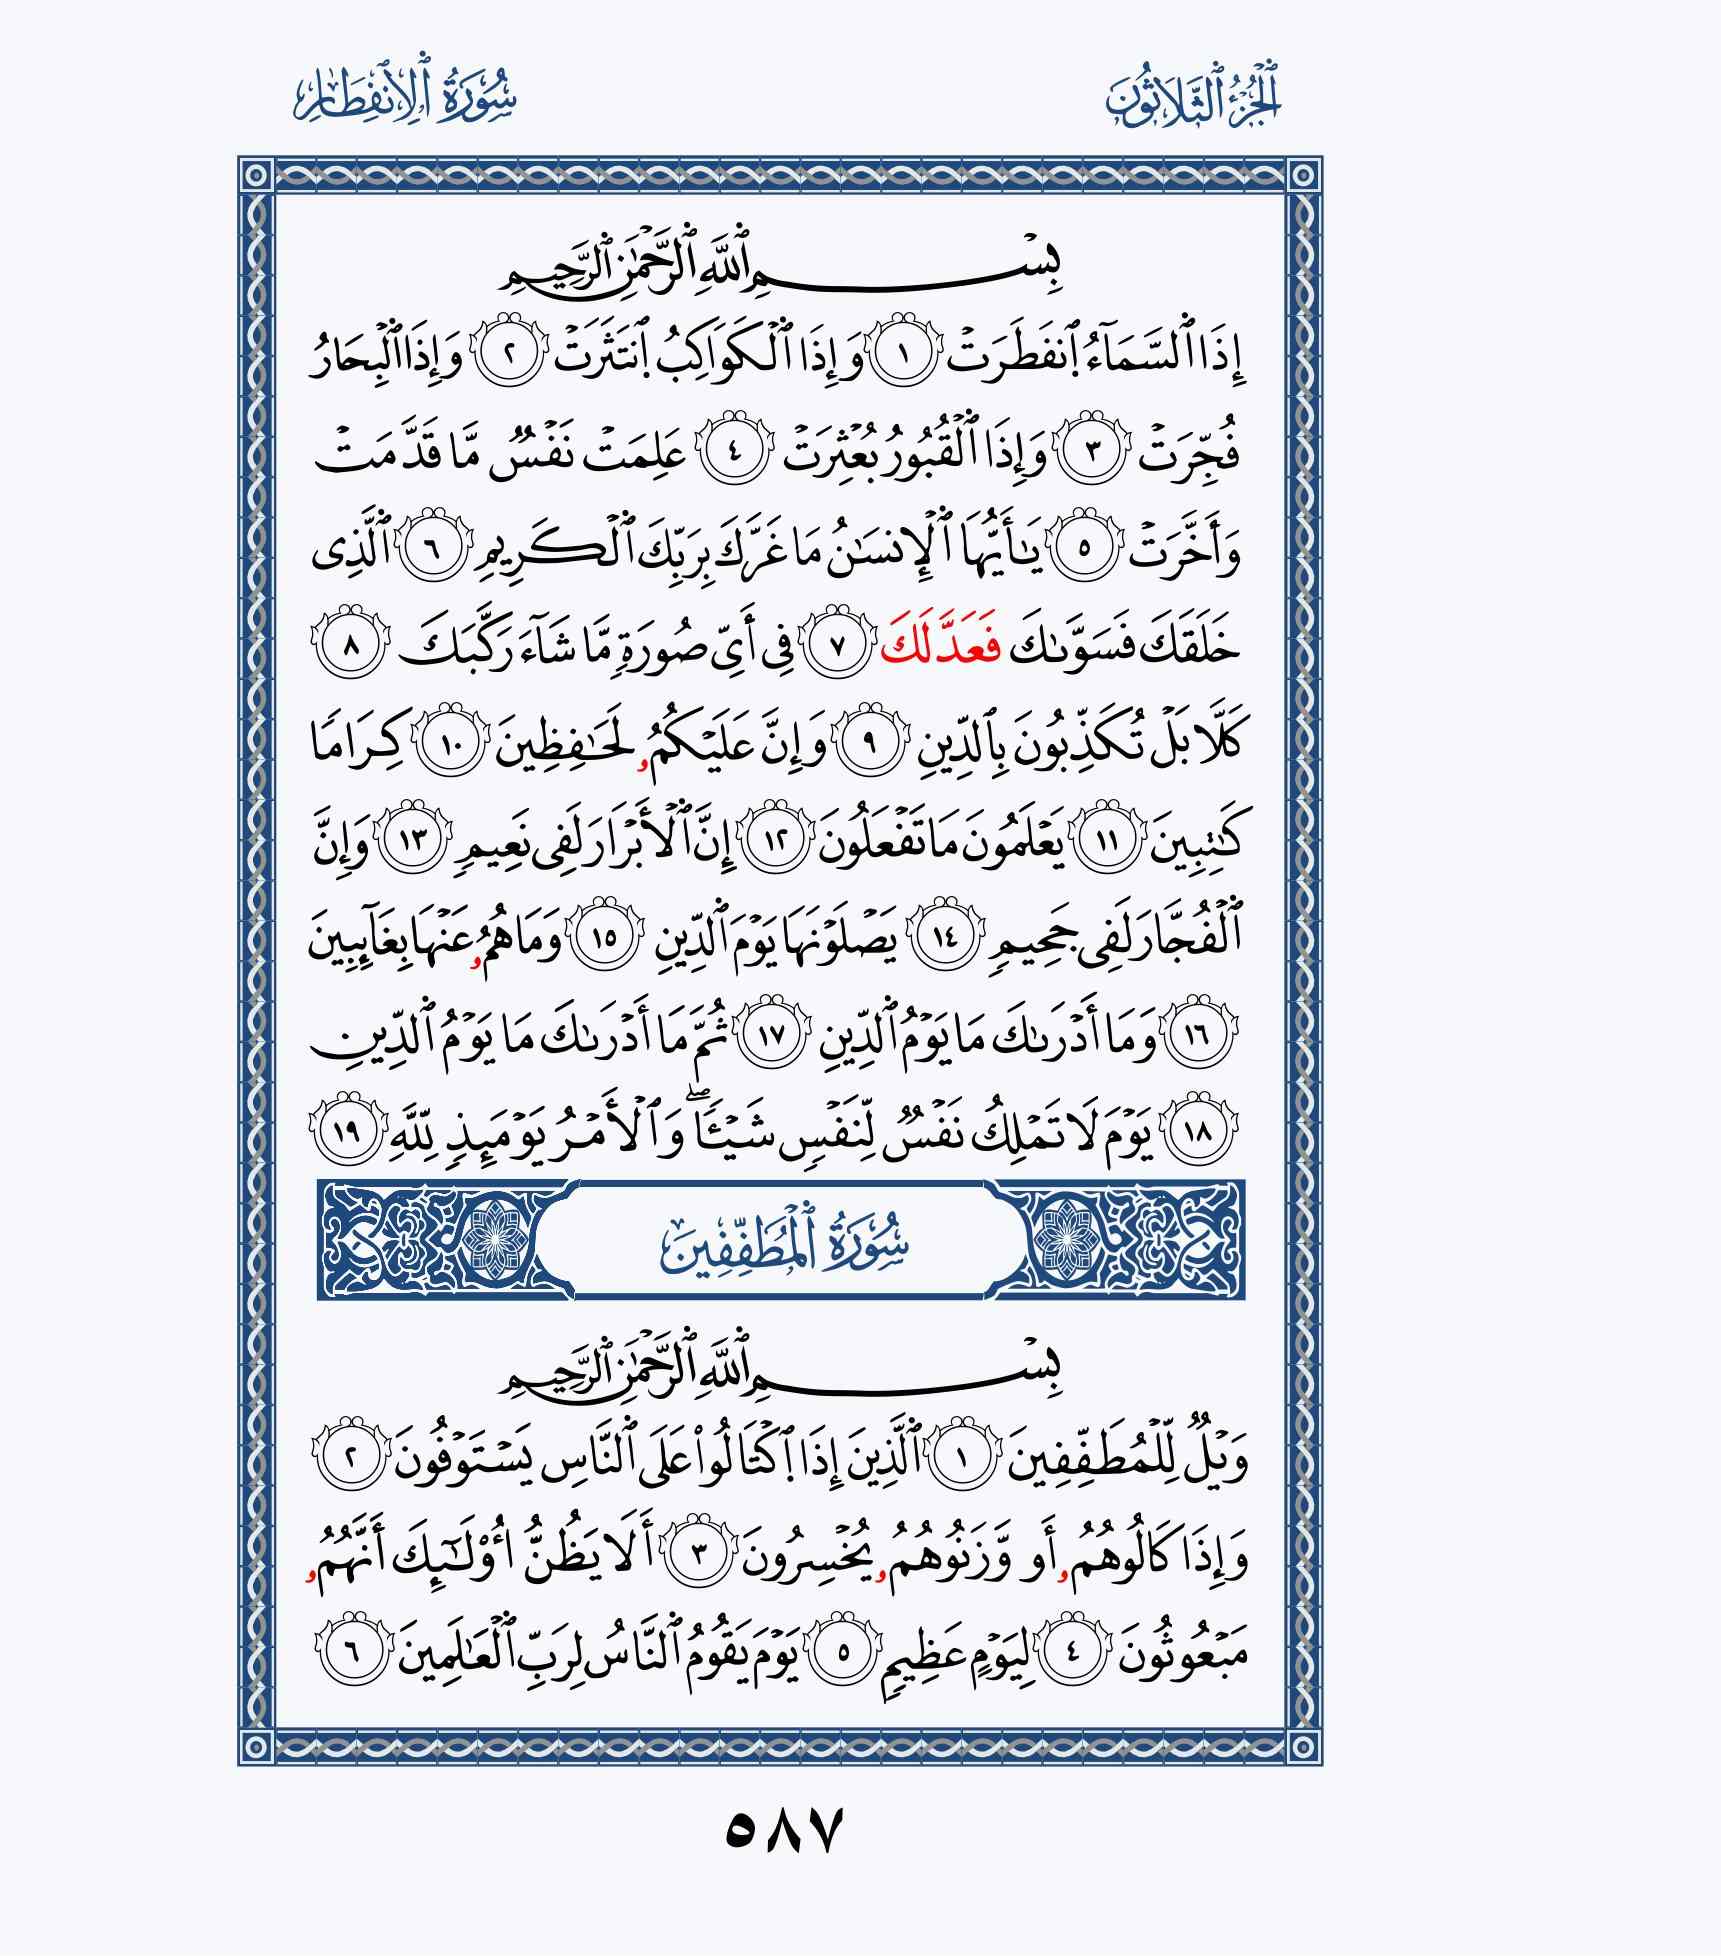 الجُزْءُ ٱلثَّلَاثُونَ
سُورَةُ ٱلِانْفِطَارِ
بِسْمِ ٱللَّهِ ٱلرَّحْمَٰنِ ٱلرَّحِيمِ
إِذَا ٱلسَّمَآءُ ٱنفَطَرَتْ ١ وَإِذَا ٱلْكَوَاكِبُ ٱنتَثَرَتْ ٢ وَإِذَا ٱلْبِحَارُ
فُجِّرَتْ ٣ وَإِذَا ٱلْقُبُورُ بُعْثِرَتْ ٤ عَلِمَتْ نَفْسٌ مَّا قَدَّمَتْ
وَأَخَّرَتْ ٥ يَٰأَيُّهَا ٱلْإِنسَٰنُ مَا غَرَّكَ بِرَبِّكَ ٱلْكَرِيمِ ٦ ٱلَّذِى
خَلَقَكَ فَسَوَّىٰكَ فَعَدَّلَكَ ٧ فِى أَىِّ صُورَةٍ مَّا شَآءَ رَكَّبَكَ ٨
كَلَّا بَلْ تُكَذِّبُونَ بِٱلدِّينِ ٩ وَإِنَّ عَلَيْكُمُۥ لَحَٰفِظِينَ ١٠ كِرَامًا
كَٰتِبِينَ ١١ يَعْلَمُونَ مَا تَفْعَلُونَ ١٢ إِنَّ ٱلْأَبْرَارَ لَفِى نَعِيمٍ ١٣ وَإِنَّ
ٱلْفُجَّارَ لَفِى جَحِيمٍ ١٤ يَصْلَوْنَهَا يَوْمَ ٱلدِّينِ ١٥ وَمَا هُمُۥ عَنْهَا بِغَآئِبِينَ
١٦ وَمَا أَدْرَىٰكَ مَا يَوْمُ ٱلدِّينِ ١٧ ثُمَّ مَا أَدْرَىٰكَ مَا يَوْمُ ٱلدِّينِ
١٨ يَوْمَ لَا تَمْلِكُ نَفْسٌ لِّنَفْسٍ شَيْـًٔا ۖ وَٱلْأَمْرُ يَوْمَئِذٍ لِّلَّهِ ١٩
سُورَةُ ٱلْمُطَفِّفِينَ
بِسْمِ ٱللَّهِ ٱلرَّحْمَٰنِ ٱلرَّحِيمِ
وَيْلٌ لِّلْمُطَفِّفِينَ ١ ٱلَّذِينَ إِذَا ٱكْتَالُوا۟ عَلَى ٱلنَّاسِ يَسْتَوْفُونَ ٢
وَإِذَا كَالُوهُمُۥ أَو وَّزَنُوهُمُۥ يُخْسِرُونَ ٣ أَلَا يَظُنُّ أُو۟لَٰٓئِكَ أَنَّهُمُۥ
مَبْعُوثُونَ ٤ لِيَوْمٍ عَظِيمٍ ٥ يَوْمَ يَقُومُ ٱلنَّاسُ لِرَبِّ ٱلْعَٰلَمِينَ ٦
٥٨٧